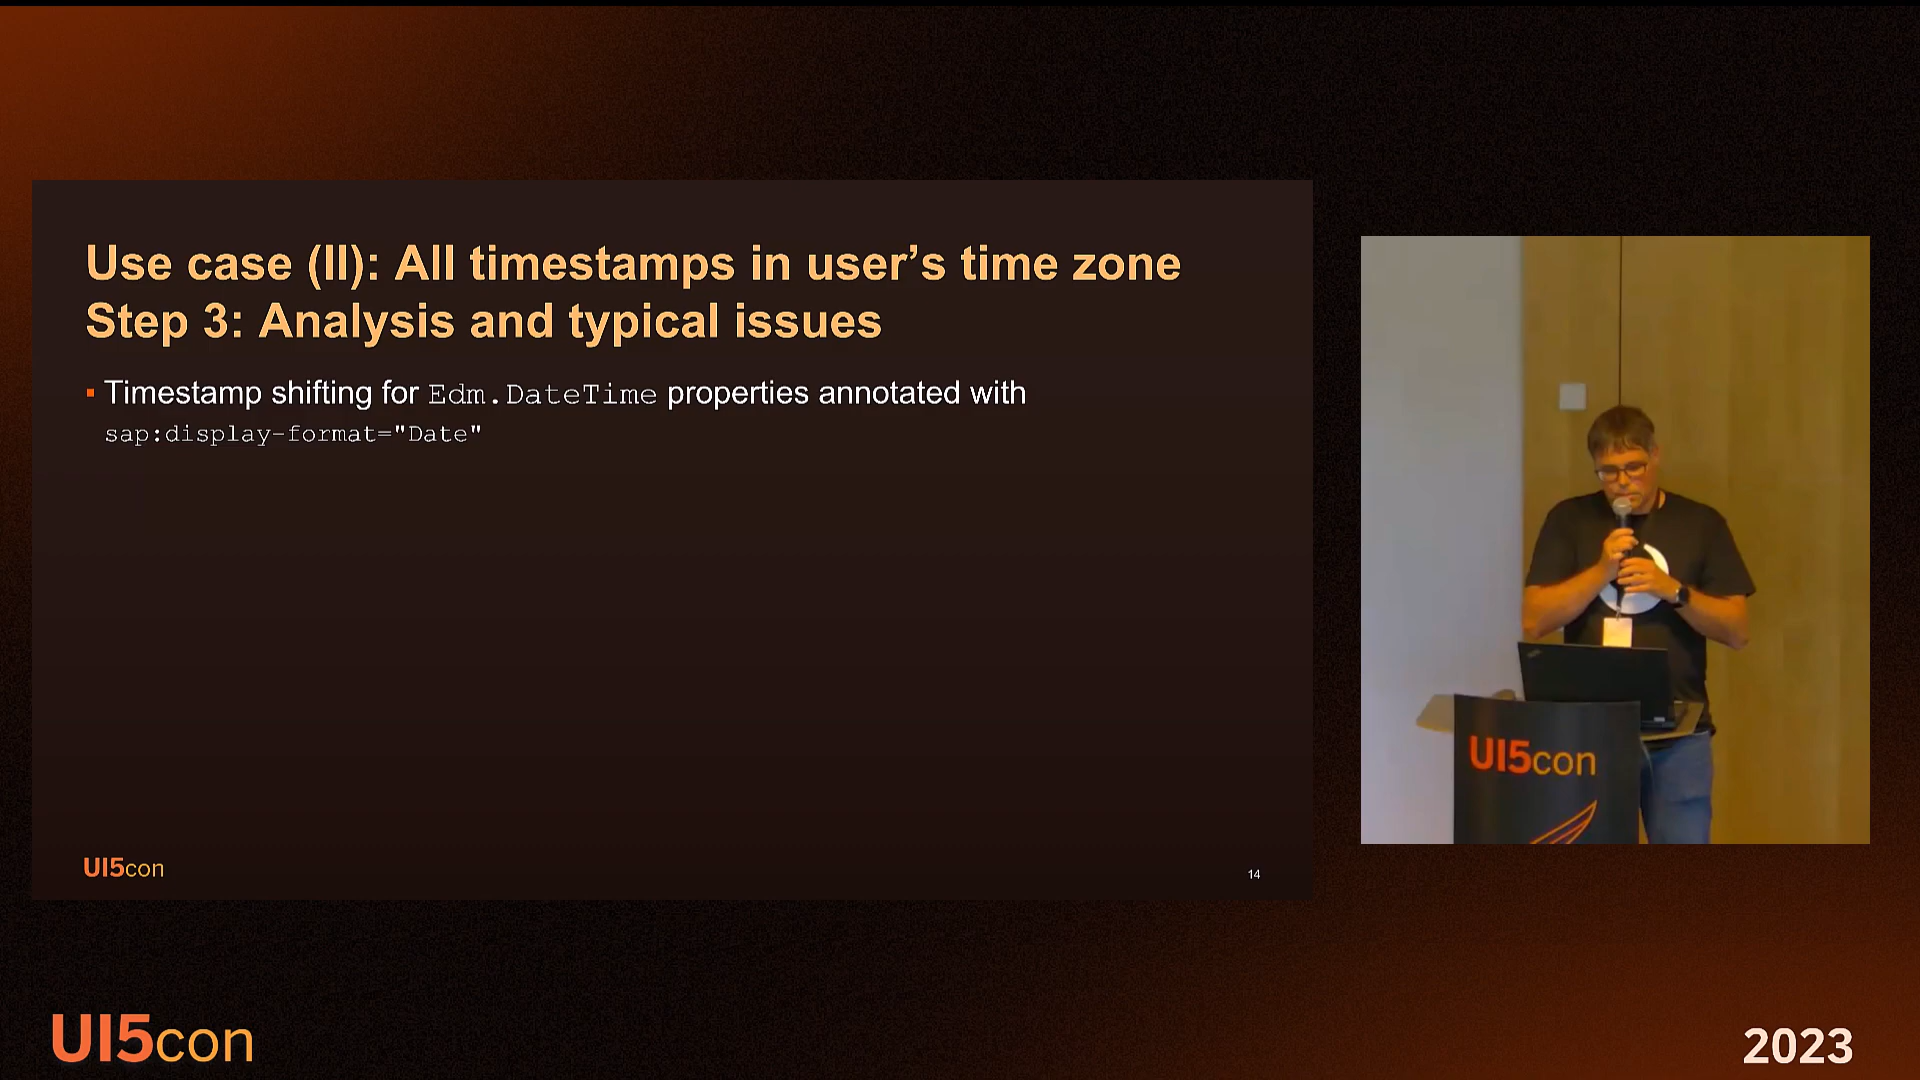 Use case (II): All timestamps in user’s time zone
Step 3: Analysis and typical issues
▪ Timestamp shifting for Edm.DateTime properties annotated with
sap:display-format="Date"
UI5con
14
UI5con
UI5con
2023